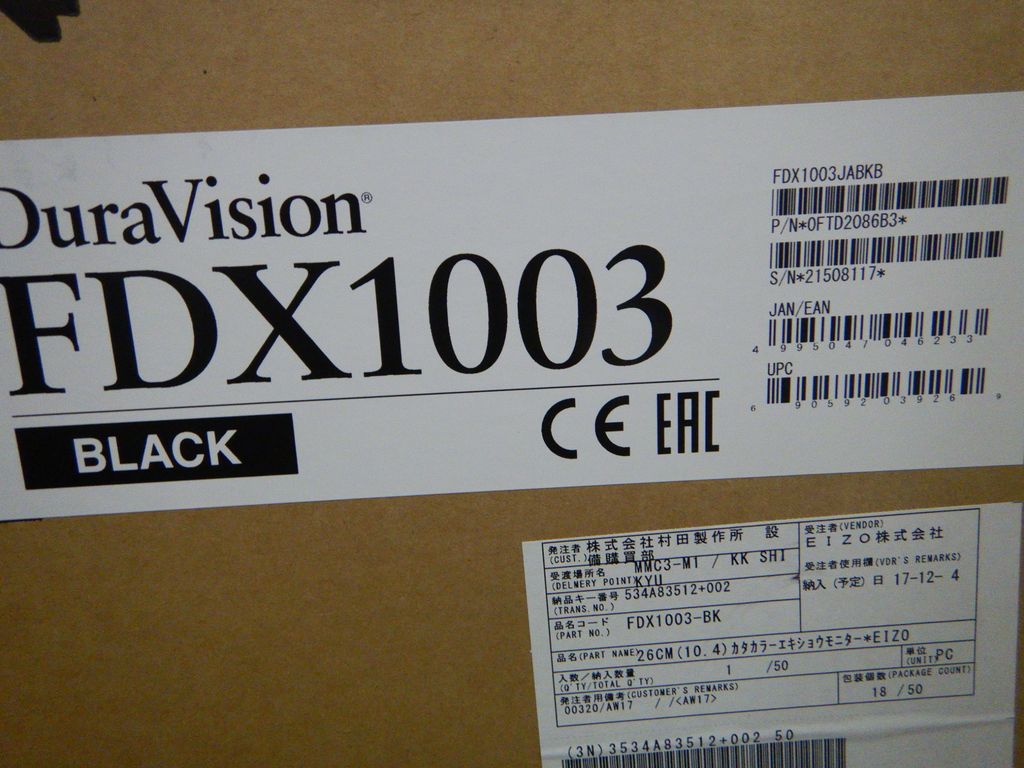 DuraVision®
FDX1003
BLACK
CE EAC
FDX1003JABKB
P/N*0FTD2086B3*
S/N*21508117*
JAN/EAN
4 995047 046233
UPC
6 90592 03926 9
発注者 株式会社村田製作所 設
(CUST.) 備購買部
受渡場所名 MMC3-M1 / KK SHI
(DELNERY POINT) KYU
納品キー番号 534A83512+002
(TRANS.NO.)
品名コード FDX1003-BK
(PART NO.)
受注者(VENDOR)
EIZO株式会社
受注者使用欄(VDR'S REMARKS)
納入(予定)日 17-12- 4
品名(PART NAME) 26CM(10.4)カタカラーエキショウモニター*EIZO
入数/納入数量 1 /50
(Q'TY/TOTAL Q'TY)
単位 PC
(UNIT)
発注者用備考(CUSTOMER'S REMARKS)
00320/AW17 / /<AW17>
包装個数(PACKAGE COUNT)
18 /50
(3N) 3534A83512+002 50